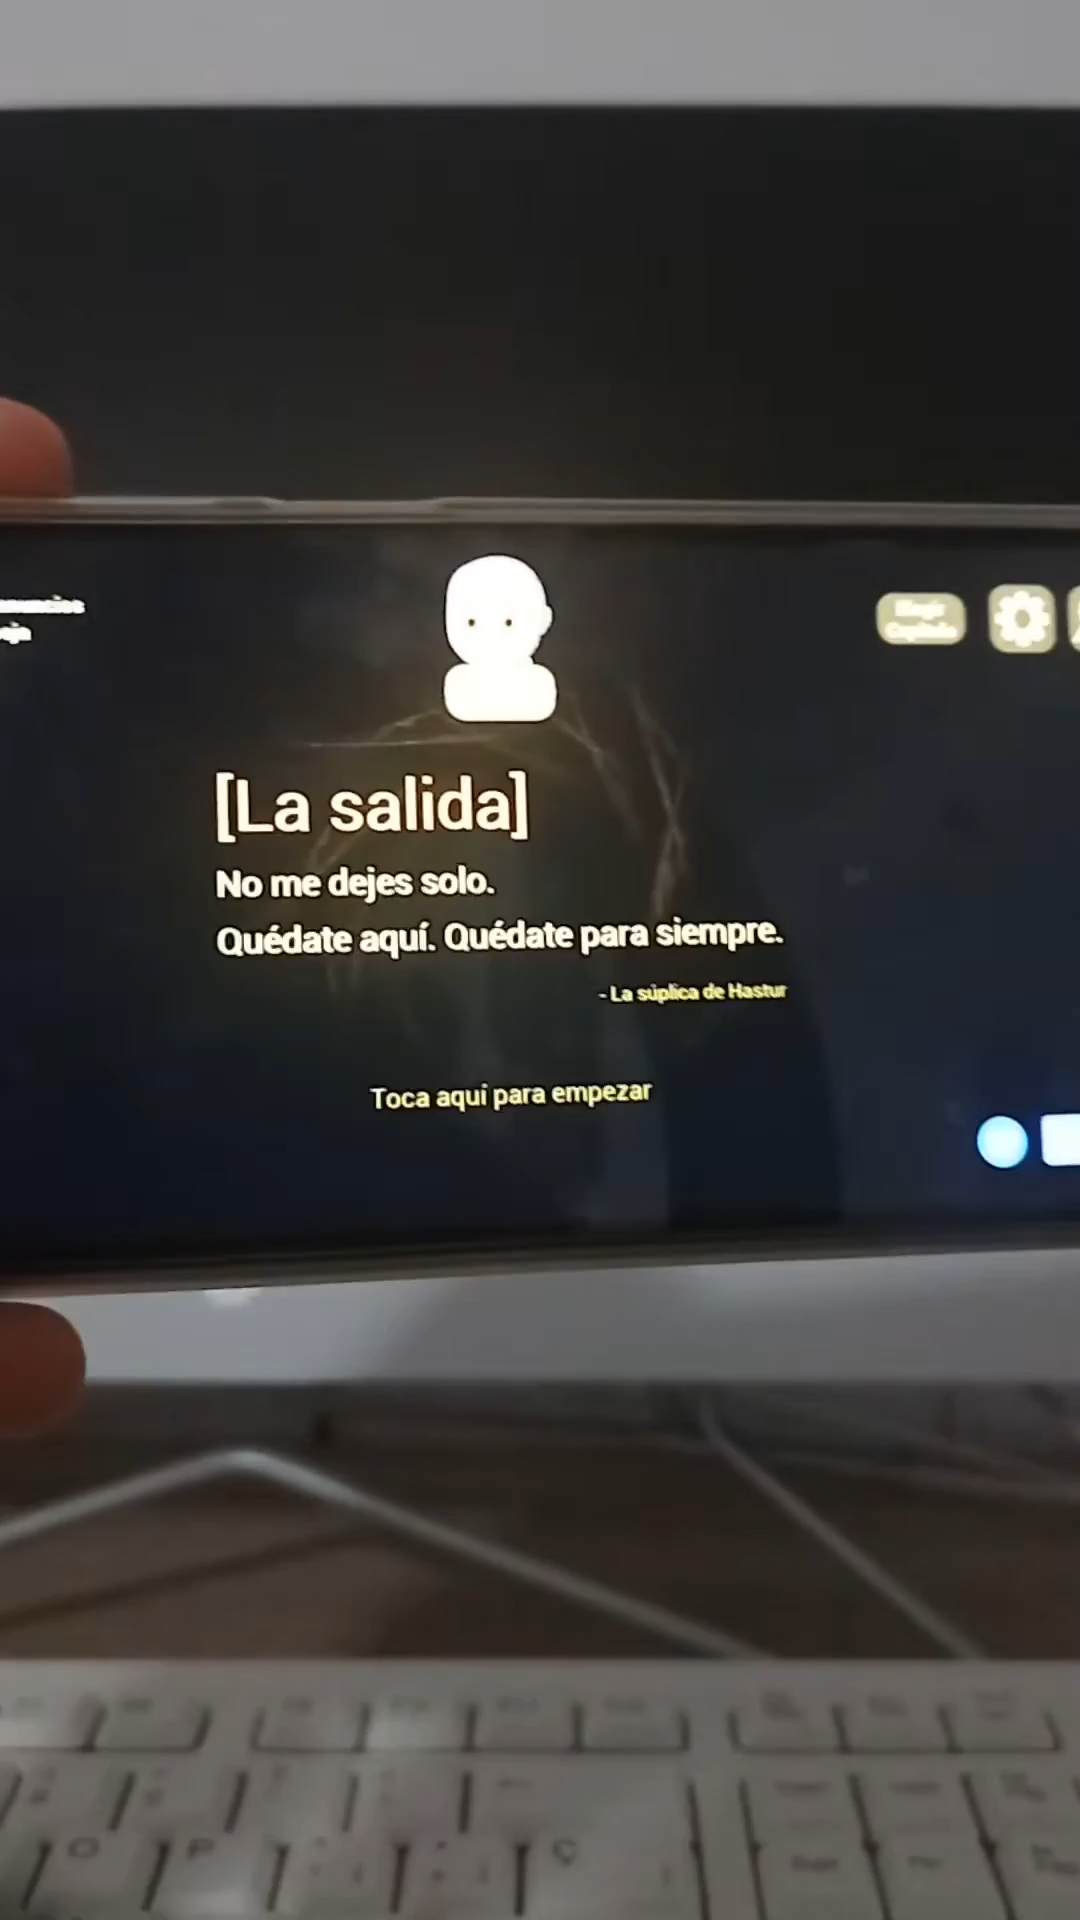 [La salida]
No me dejes solo.
Quédate aquí. Quédate para siempre.
- La súplica de Hastur
Toca aquí para empezar
O P Ç